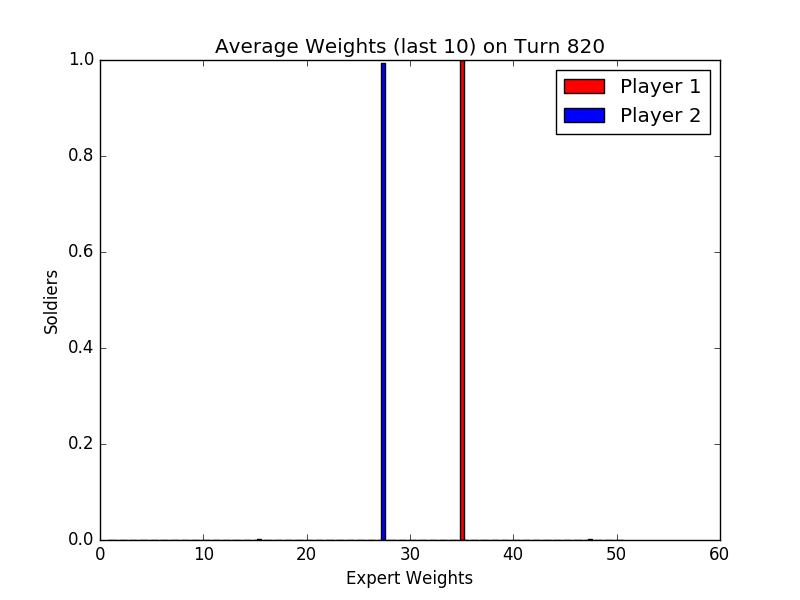 Average Weights (last 10) on Turn 820
1.0
0.8
0.6
0.4
0.2
0.0
Soldiers
Player 1
Player 2
0 10 20 30 40 50 60
Expert Weights